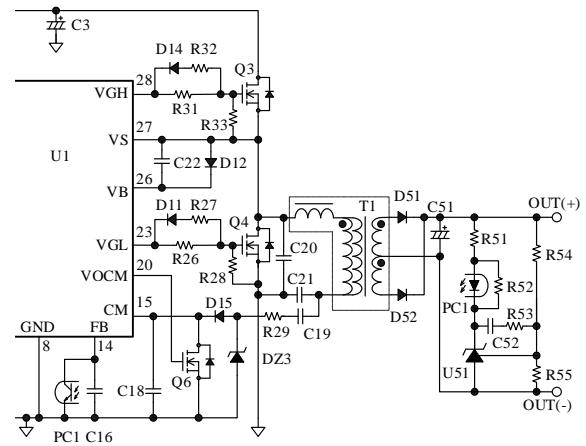 C3
D14 R32
28
VGH
R31
Q3
R33
27
VS
U1
C22
D12
26
VB
D11 R27
23
VGL
R26
Q4
R28
20
VOCM
C20
C21
T1
D51
C51
OUT(+)
R51
R54
PC1
R52
D52
15
CM
D15
R29
C19
C52
R53
GND
FB
8
14
DZ3
U51
R55
C18
Q6
OUT(-)
PC1 C16